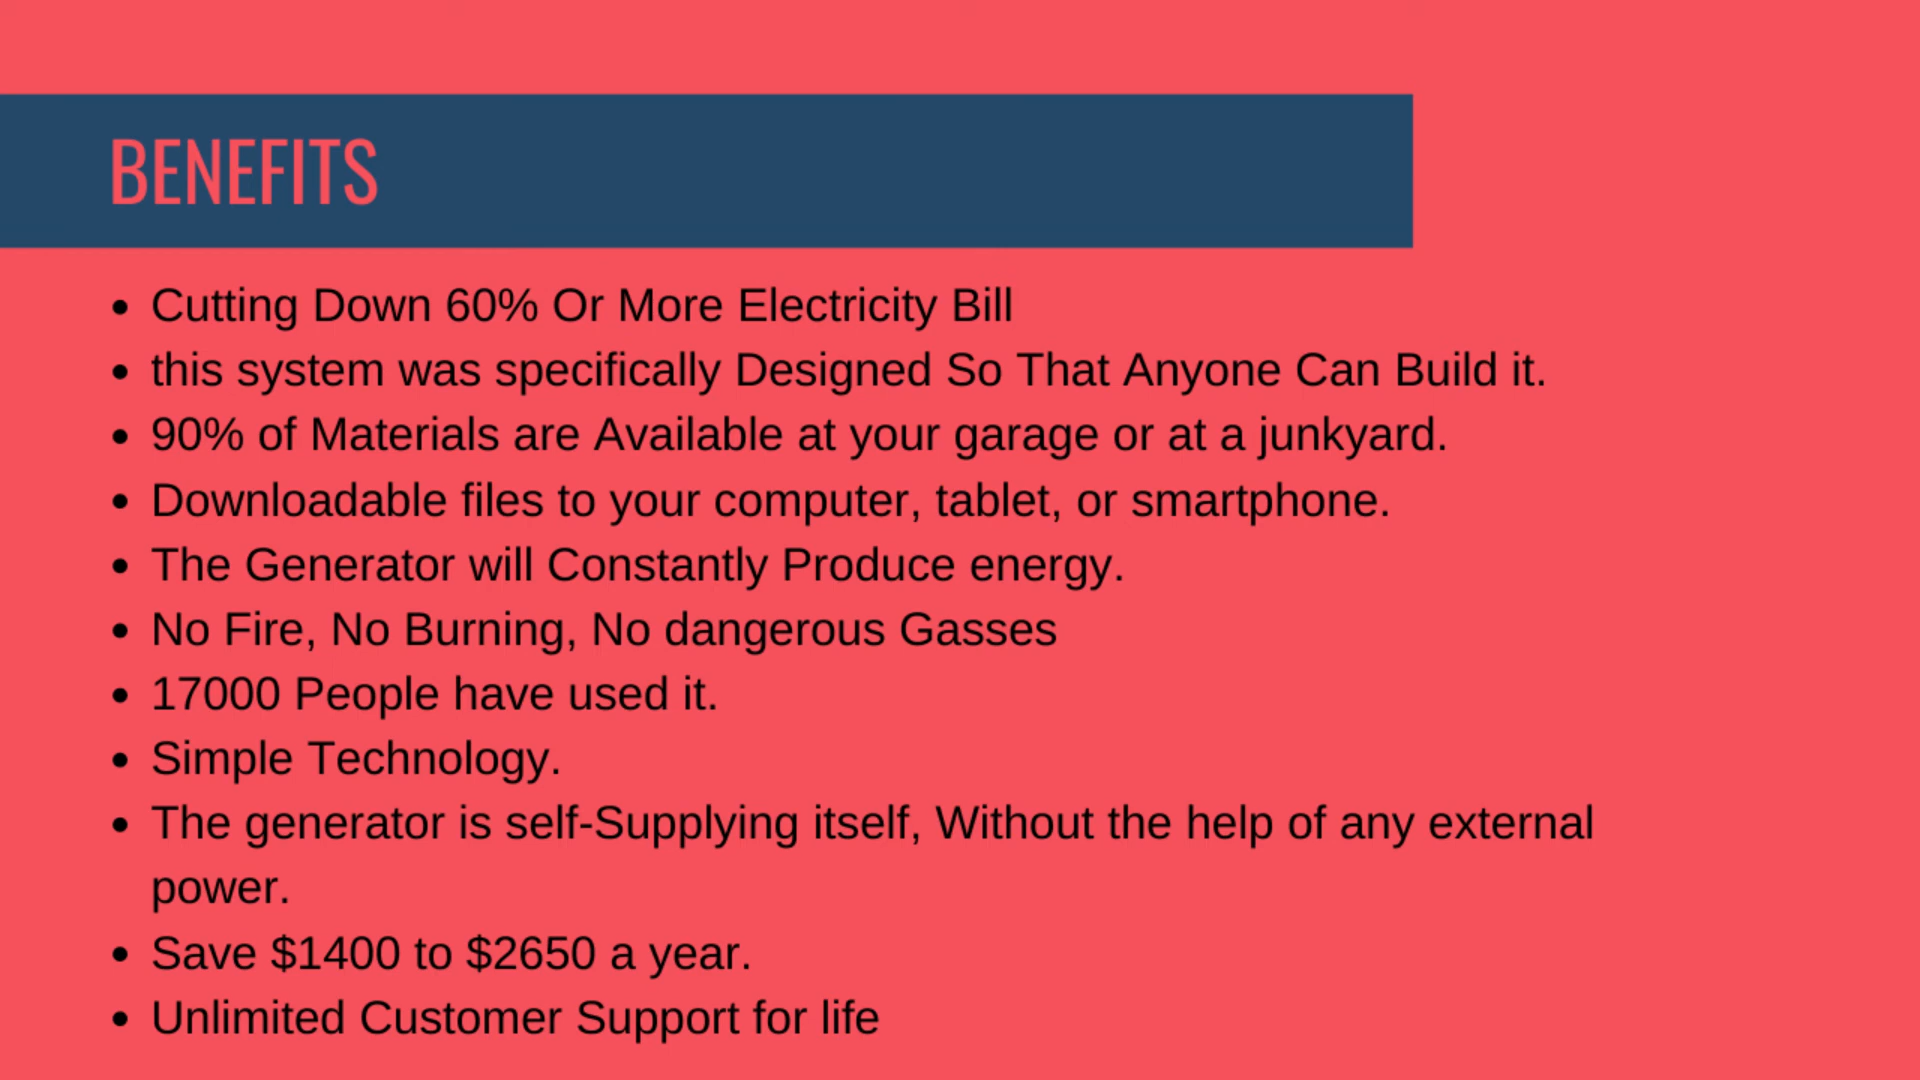 BENEFITS
• Cutting Down 60% Or More Electricity Bill
• this system was specifically Designed So That Anyone Can Build it.
• 90% of Materials are Available at your garage or at a junkyard.
• Downloadable files to your computer, tablet, or smartphone.
• The Generator will Constantly Produce energy.
• No Fire, No Burning, No dangerous Gasses
• 17000 People have used it.
• Simple Technology.
• The generator is self-Supplying itself, Without the help of any external
power.
• Save $1400 to $2650 a year.
• Unlimited Customer Support for life